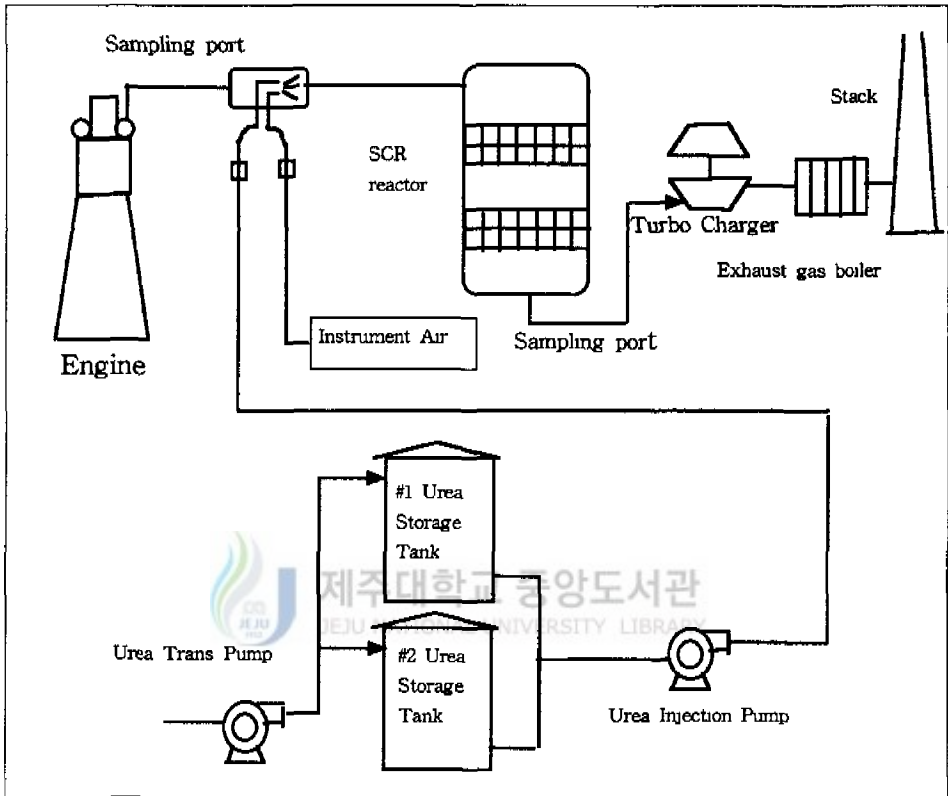 Sampling port
Stack
SCR
reactor
Turbo Charger
Exhaust gas boiler
Instrument Air
Sampling port
Engine
#1 Urea
Storage
Tank
제주대학교 중앙도서관
JEJU NATIONAL UNIVERSITY LIBRARY
JEJU
Urea Trans Pump
#2 Urea
Storage
Tank
Urea Injection Pump